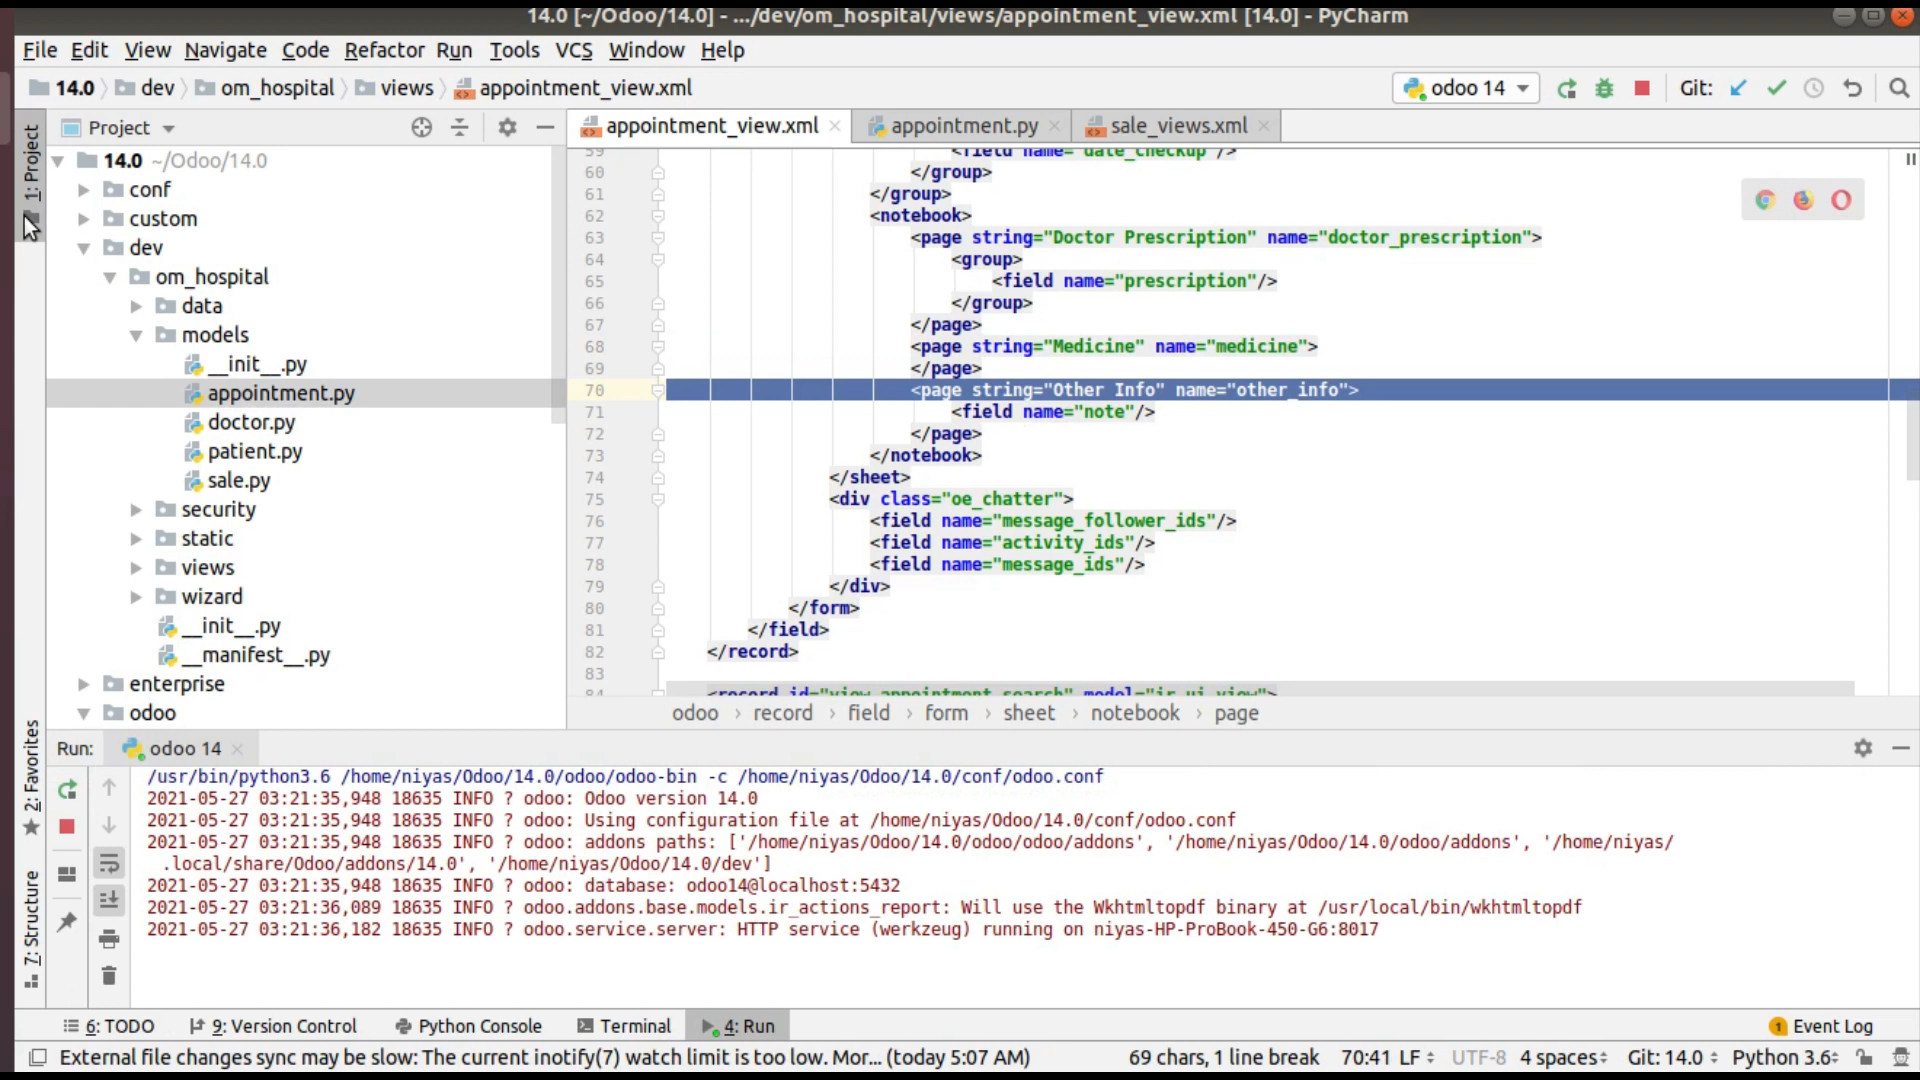 14.0 [~/Odoo/14.0] - .../dev/om_hospital/views/appointment_view.xml [14.0] - PyCharm
File Edit View Navigate Code Refactor Run Tools VCS Window Help
14.0 dev om_hospital views appointment_view.xml odoo 14 Git:
1: Project
Project
14.0 ~/Odoo/14.0
conf
custom
dev
om_hospital
data
models
__init__.py
appointment.py
doctor.py
patient.py
sale.py
security
static
views
wizard
__init__.py
__manifest__.py
enterprise
odoo
appointment_view.xml appointment.py sale_views.xml
59 <field name="date_checkup"/>
60 </group>
61 </group>
62 <notebook>
63 <page string="Doctor Prescription" name="doctor_prescription">
64 <group>
65 <field name="prescription"/>
66 </group>
67 </page>
68 <page string="Medicine" name="medicine">
69 </page>
70 <page string="Other Info" name="other_info">
71 <field name="note"/>
72 </page>
73 </notebook>
74 </sheet>
75 <div class="oe_chatter">
76 <field name="message_follower_ids"/>
77 <field name="activity_ids"/>
78 <field name="message_ids"/>
79 </div>
80 </form>
81 </field>
82 </record>
83
84 <record id="view_appointment_search" model="ir.ui.view">
odoo › record › field › form › sheet › notebook › page
2: Favorites
7: Structure
Run: odoo 14
/usr/bin/python3.6 /home/niyas/Odoo/14.0/odoo/odoo-bin -c /home/niyas/Odoo/14.0/conf/odoo.conf
2021-05-27 03:21:35,948 18635 INFO ? odoo: Odoo version 14.0
2021-05-27 03:21:35,948 18635 INFO ? odoo: Using configuration file at /home/niyas/Odoo/14.0/conf/odoo.conf
2021-05-27 03:21:35,948 18635 INFO ? odoo: addons paths: ['/home/niyas/Odoo/14.0/odoo/odoo/addons', '/home/niyas/Odoo/14.0/odoo/addons', '/home/niyas/
.local/share/Odoo/addons/14.0', '/home/niyas/Odoo/14.0/dev']
2021-05-27 03:21:35,948 18635 INFO ? odoo: database: odoo14@localhost:5432
2021-05-27 03:21:36,089 18635 INFO ? odoo.addons.base.models.ir_actions_report: Will use the Wkhtmltopdf binary at /usr/local/bin/wkhtmltopdf
2021-05-27 03:21:36,182 18635 INFO ? odoo.service.server: HTTP service (werkzeug) running on niyas-HP-ProBook-450-G6:8017
6: TODO 9: Version Control Python Console Terminal 4: Run 1 Event Log
External file changes sync may be slow: The current inotify(7) watch limit is too low. Mor... (today 5:07 AM) 69 chars, 1 line break 70:41 LF UTF-8 4 spaces Git: 14.0 Python 3.6